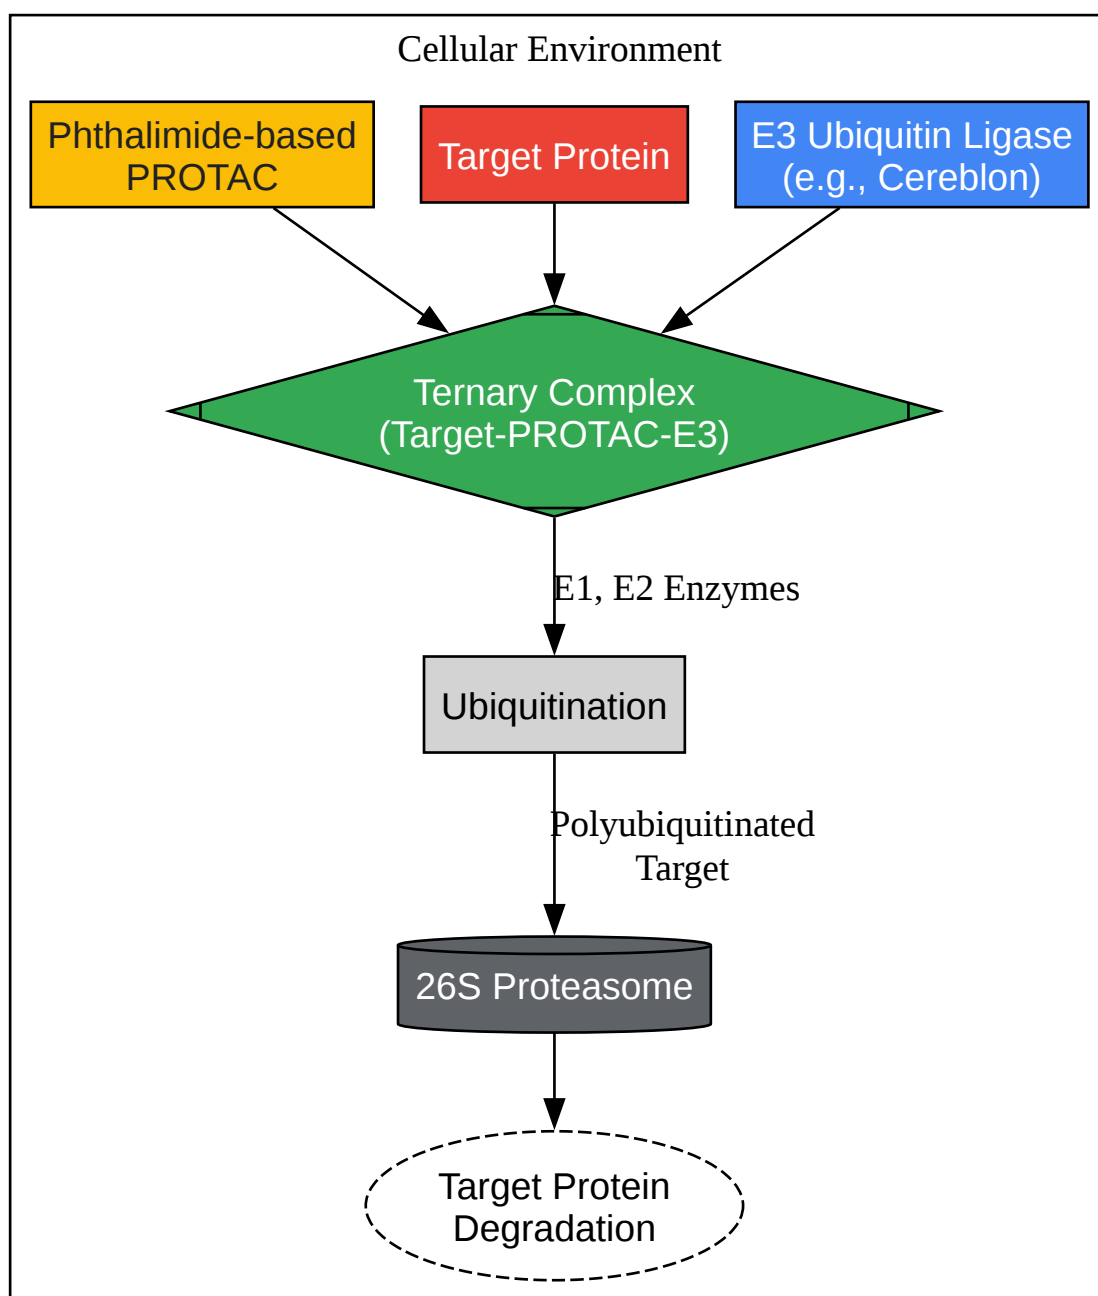 Cellular Environment
Phthalimide-based
PROTAC
Target Protein
E3 Ubiquitin Ligase
(e.g., Cereblon)
Ternary Complex
(Target-PROTAC-E3)
E1, E2 Enzymes
Ubiquitination
Polyubiquitinated
Target
26S Proteasome
Target Protein
Degradation